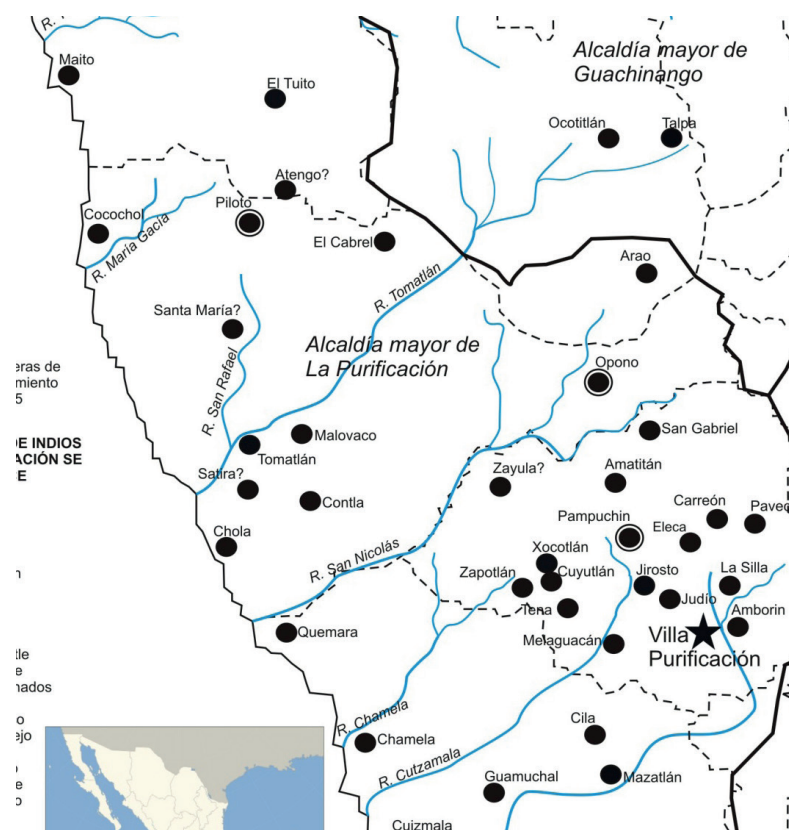 R.
Maito
El Tuito
Alcaldía mayor de
Guachinango
Ocotitlán
Talpa
Atengo?
Piloto
Cocochol
R. María Gacía
El Cabrel
Arao
R. Tomatlán
Santa María?
R. San Rafael
Alcaldía mayor de
La Purificación
Opono
eras de
miento
5
DE INDIOS
ACIÓN SE
E
Malovaco
Tomatlán
San Gabriel
Satira?
Contla
Zayula?
Amatitán
Carreón
Paved
Chola
Pampuchin
Eleca
R. San Nicolás
Xocotlán
Zapotlán
Cuyutlán
Jirosto
La Silla
Tena
Judío
Amborin
Quemara
Melaguacán
Villa
Purificación
n
tle
e
nados
o
ejo
o
e
o
R. Chamela
Chamela
Cila
R. Cutzamala
Mazatlán
Guamuchal
Cuizmala